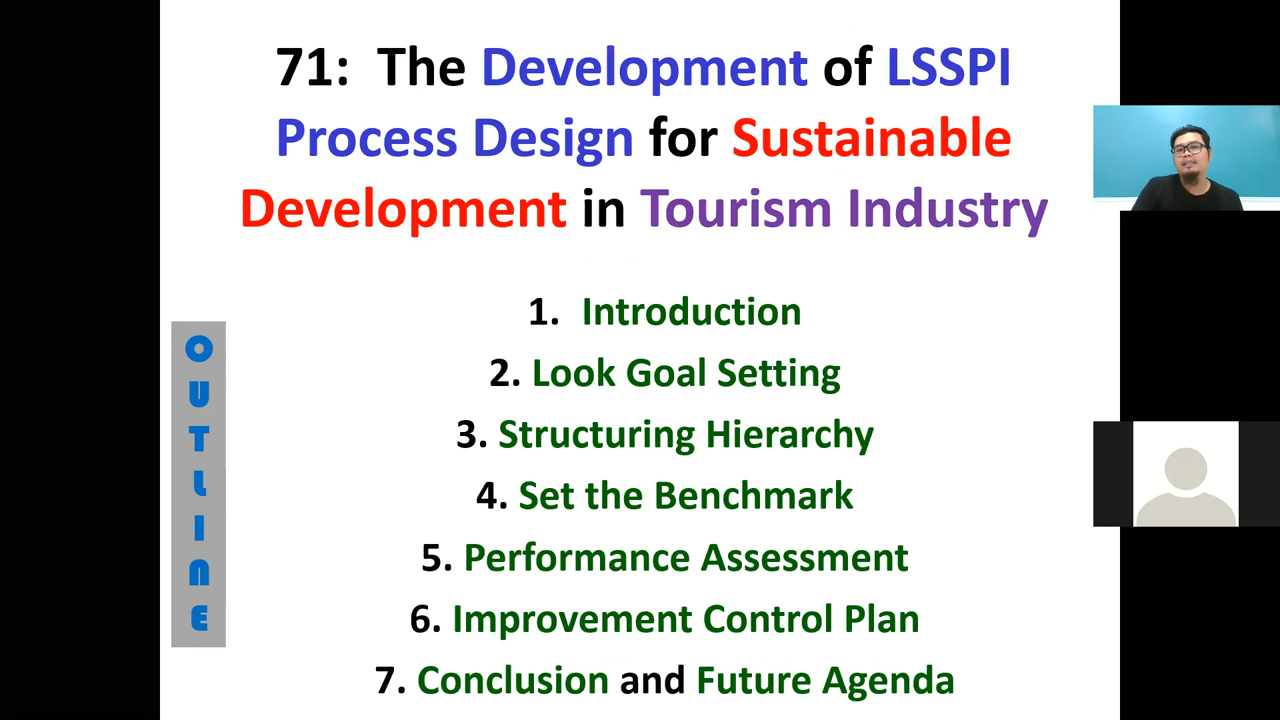 71: The Development of LSSPI
Process Design for Sustainable
Development in Tourism Industry
OUTLINE
1. Introduction
2. Look Goal Setting
3. Structuring Hierarchy
4. Set the Benchmark
5. Performance Assessment
6. Improvement Control Plan
7. Conclusion and Future Agenda